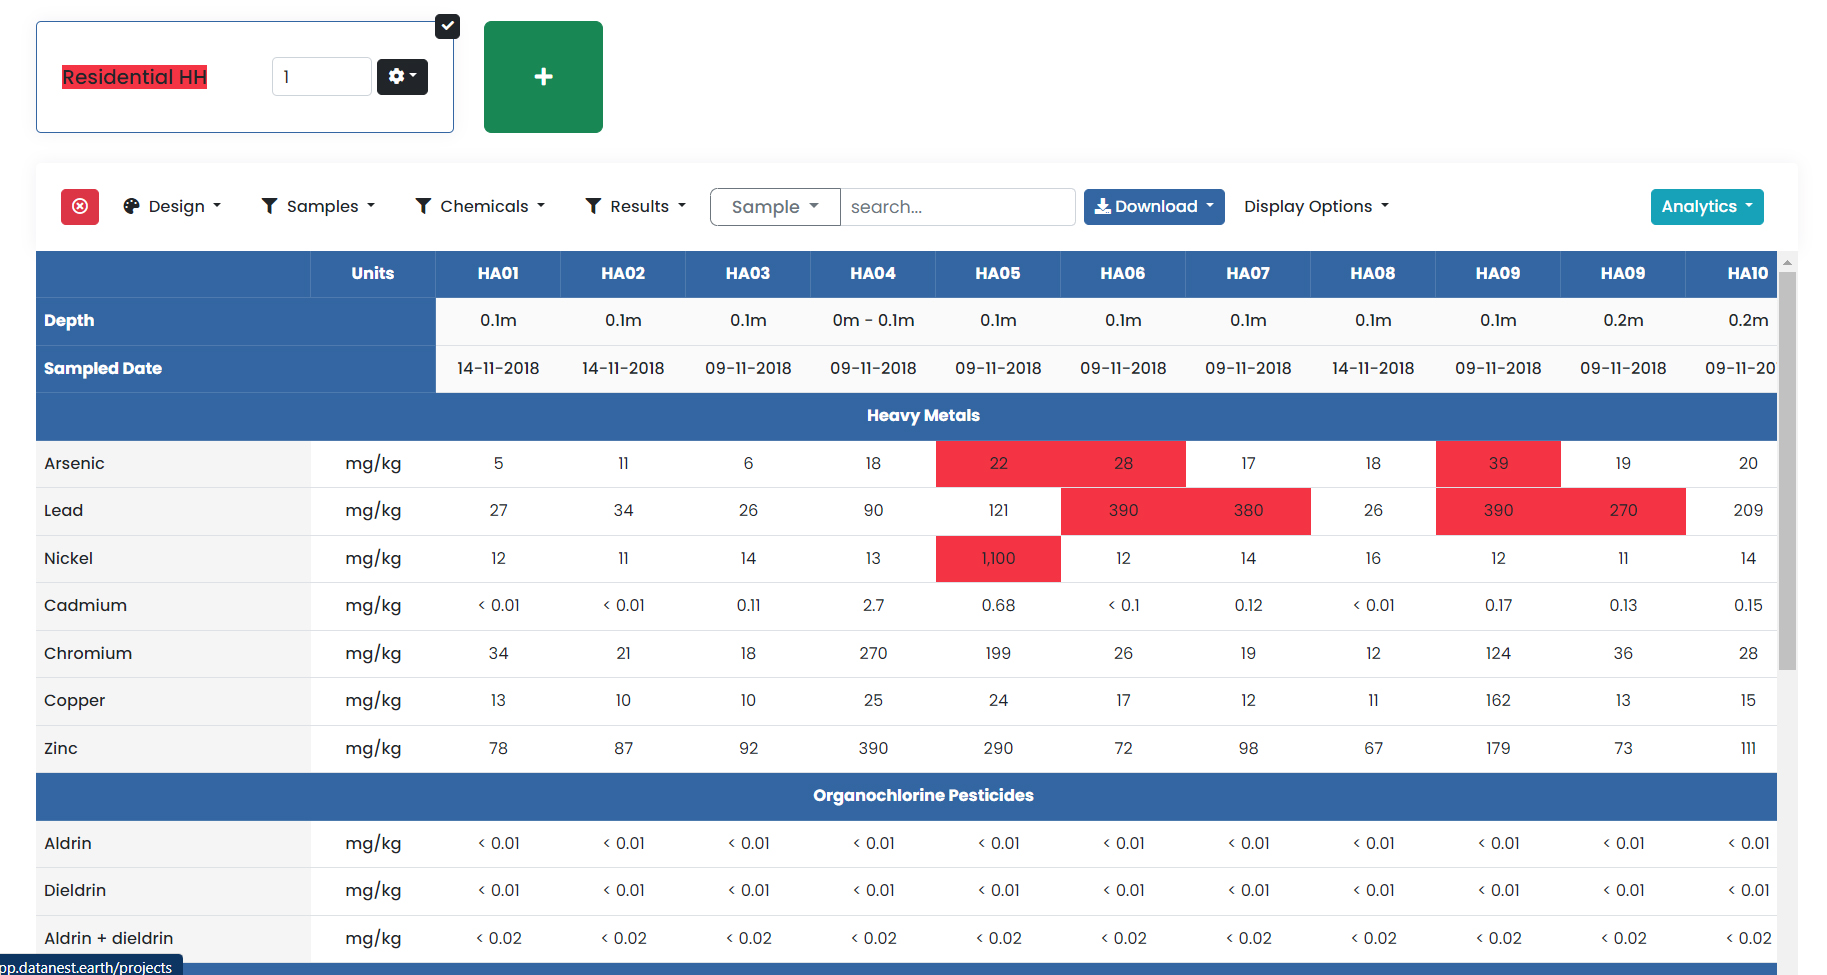 Residential HH 1
Design Samples Chemicals Results Sample search... Download Display Options Analytics
Units HA01 HA02 HA03 HA04 HA05 HA06 HA07 HA08 HA09 HA09 HA10
Depth 0.1m 0.1m 0.1m 0m - 0.1m 0.1m 0.1m 0.1m 0.1m 0.1m 0.2m 0.2m
Sampled Date 14-11-2018 14-11-2018 09-11-2018 09-11-2018 09-11-2018 09-11-2018 09-11-2018 14-11-2018 09-11-2018 09-11-2018 09-11-20
Heavy Metals
Arsenic mg/kg 5 11 6 18 22 28 17 18 39 19 20
Lead mg/kg 27 34 26 90 121 390 380 26 390 270 209
Nickel mg/kg 12 11 14 13 1,100 12 14 16 12 11 14
Cadmium mg/kg < 0.01 < 0.01 0.11 2.7 0.68 < 0.1 0.12 < 0.01 0.17 0.13 0.15
Chromium mg/kg 34 21 18 270 199 26 19 12 124 36 28
Copper mg/kg 13 10 10 25 24 17 12 11 162 13 15
Zinc mg/kg 78 87 92 390 290 72 98 67 179 73 111
Organochlorine Pesticides
Aldrin mg/kg < 0.01 < 0.01 < 0.01 < 0.01 < 0.01 < 0.01 < 0.01 < 0.01 < 0.01 < 0.01 < 0.01
Dieldrin mg/kg < 0.01 < 0.01 < 0.01 < 0.01 < 0.01 < 0.01 < 0.01 < 0.01 < 0.01 < 0.01 < 0.01
Aldrin + dieldrin mg/kg < 0.02 < 0.02 < 0.02 < 0.02 < 0.02 < 0.02 < 0.02 < 0.02 < 0.02 < 0.02 < 0.02
pp.datanest.earth/projects